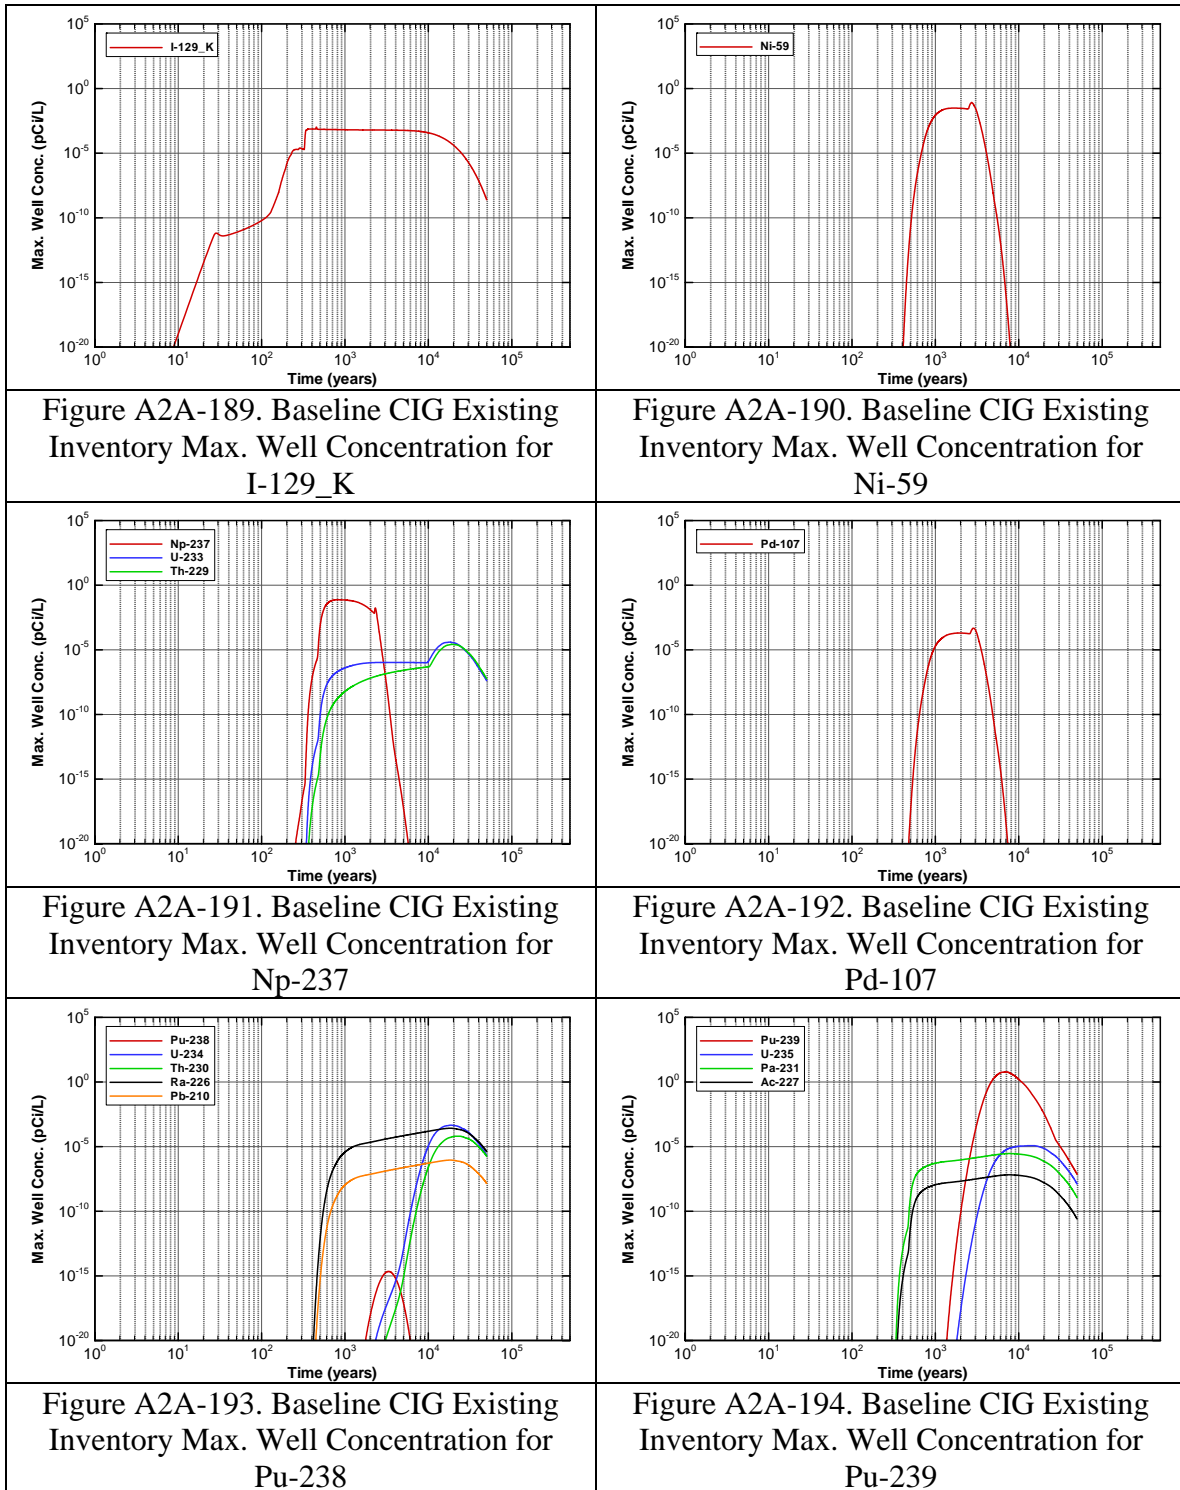 I-129_K
Max. Well Conc. (pCi/L)
10^5
10^0
10^-5
10^-10
10^-15
10^-20
10^0 10^1 10^2 10^3 10^4 10^5
Time (years)
Figure A2A-189. Baseline CIG Existing
Inventory Max. Well Concentration for
I-129_K
Ni-59
Max. Well Conc. (pCi/L)
10^5
10^0
10^-5
10^-10
10^-15
10^-20
10^0 10^1 10^2 10^3 10^4 10^5
Time (years)
Figure A2A-190. Baseline CIG Existing
Inventory Max. Well Concentration for
Ni-59
Np-237
U-233
Th-229
Max. Well Conc. (pCi/L)
10^5
10^0
10^-5
10^-10
10^-15
10^-20
10^0 10^1 10^2 10^3 10^4 10^5
Time (years)
Figure A2A-191. Baseline CIG Existing
Inventory Max. Well Concentration for
Np-237
Pd-107
Max. Well Conc. (pCi/L)
10^5
10^0
10^-5
10^-10
10^-15
10^-20
10^0 10^1 10^2 10^3 10^4 10^5
Time (years)
Figure A2A-192. Baseline CIG Existing
Inventory Max. Well Concentration for
Pd-107
Pu-238
U-234
Th-230
Ra-226
Pb-210
Max. Well Conc. (pCi/L)
10^5
10^0
10^-5
10^-10
10^-15
10^-20
10^0 10^1 10^2 10^3 10^4 10^5
Time (years)
Figure A2A-193. Baseline CIG Existing
Inventory Max. Well Concentration for
Pu-238
Pu-239
U-235
Pa-231
Ac-227
Max. Well Conc. (pCi/L)
10^5
10^0
10^-5
10^-10
10^-15
10^-20
10^0 10^1 10^2 10^3 10^4 10^5
Time (years)
Figure A2A-194. Baseline CIG Existing
Inventory Max. Well Concentration for
Pu-239